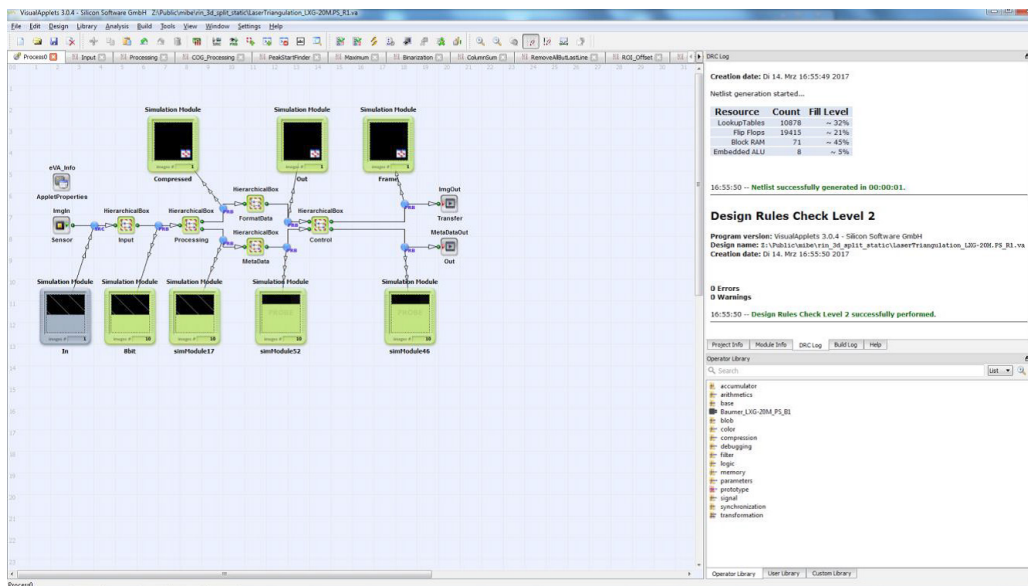 VisualApplets 3.0.4 - Silicon Software GmbH Z:\Public\mibe\rin_3d_split_static\LaserTriangulation_LXG-20M_PS_R1.va
File Edit Design Library Analysis Build Tools View Window Settings Help
Process0 Input Processing COG_Processing PeakStartFinder Maximum Binarization ColumnSum RemoveAllButLastLine ROI_Offset
DRC Log
Creation date: Di 14. Mrz 16:55:49 2017
Netlist generation started...
Resource Count Fill Level
LookupTables 10878 ~ 32%
Flip Flops 19415 ~ 21%
Block RAM 71 ~ 45%
Embedded ALU 8 ~ 5%
16:55:50 -- Netlist successfully generated in 00:00:01.
Design Rules Check Level 2
Program version: VisualApplets 3.0.4 - Silicon Software GmbH
Design name: Z:\Public\mibe\rin_3d_split_static\LaserTriangulation_LXG-20M.PS_R1.va
Creation date: Di 14. Mrz 16:55:50 2017
0 Errors
0 Warnings
16:55:50 -- Design Rules Check Level 2 successfully performed.
Project Info Module Info DRC Log Build Log Help
Operator Library
Search
List
accumulator
arithmetics
base
Baumer_LXG-20M_PS_B1
blob
color
compression
debugging
filter
logic
memory
parameters
prototype
signal
synchronization
transformation
Operator Library User Library Custom Library
Simulation Module Simulation Module Simulation Module
Compressed Out Frame
eVA_Info
AppletProperties
ImgIn HierarchicalBox HierarchicalBox HierarchicalBox HierarchicalBox ImgOut
Sensor Input Processing FormalData Control Transfer
HierarchicalBox MetaDataOut
MetaData Out
Simulation Module Simulation Module Simulation Module Simulation Module Simulation Module
In 8bit simModule17 simModule52 simModule46
Process0